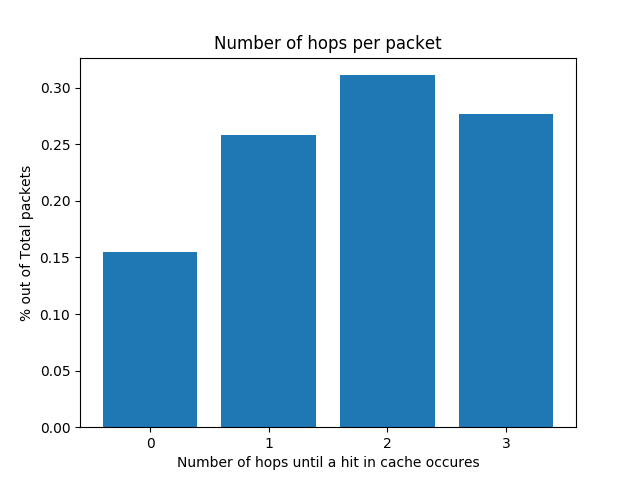 Number of hops per packet
% out of Total packets
0.30
0.25
0.20
0.15
0.10
0.05
0.00
0 1 2 3
Number of hops until a hit in cache occures